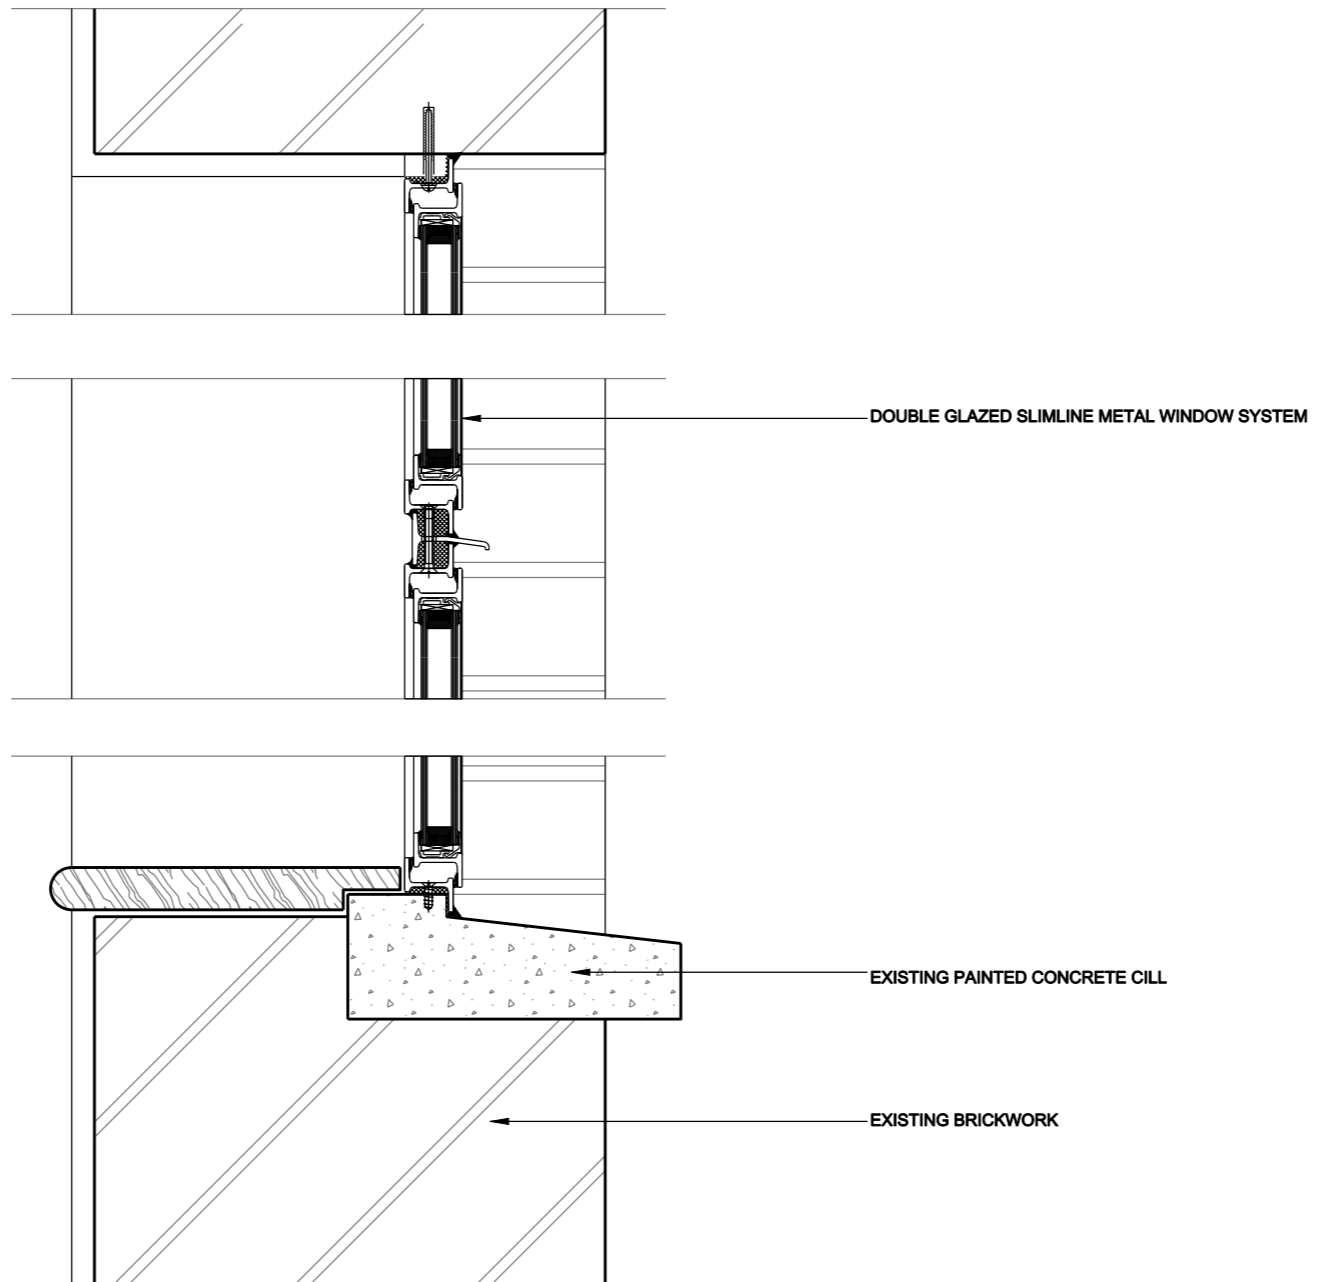 DOUBLE GLAZED SLIMLINE METAL WINDOW SYSTEM
EXISTING PAINTED CONCRETE CILL
EXISTING BRICKWORK